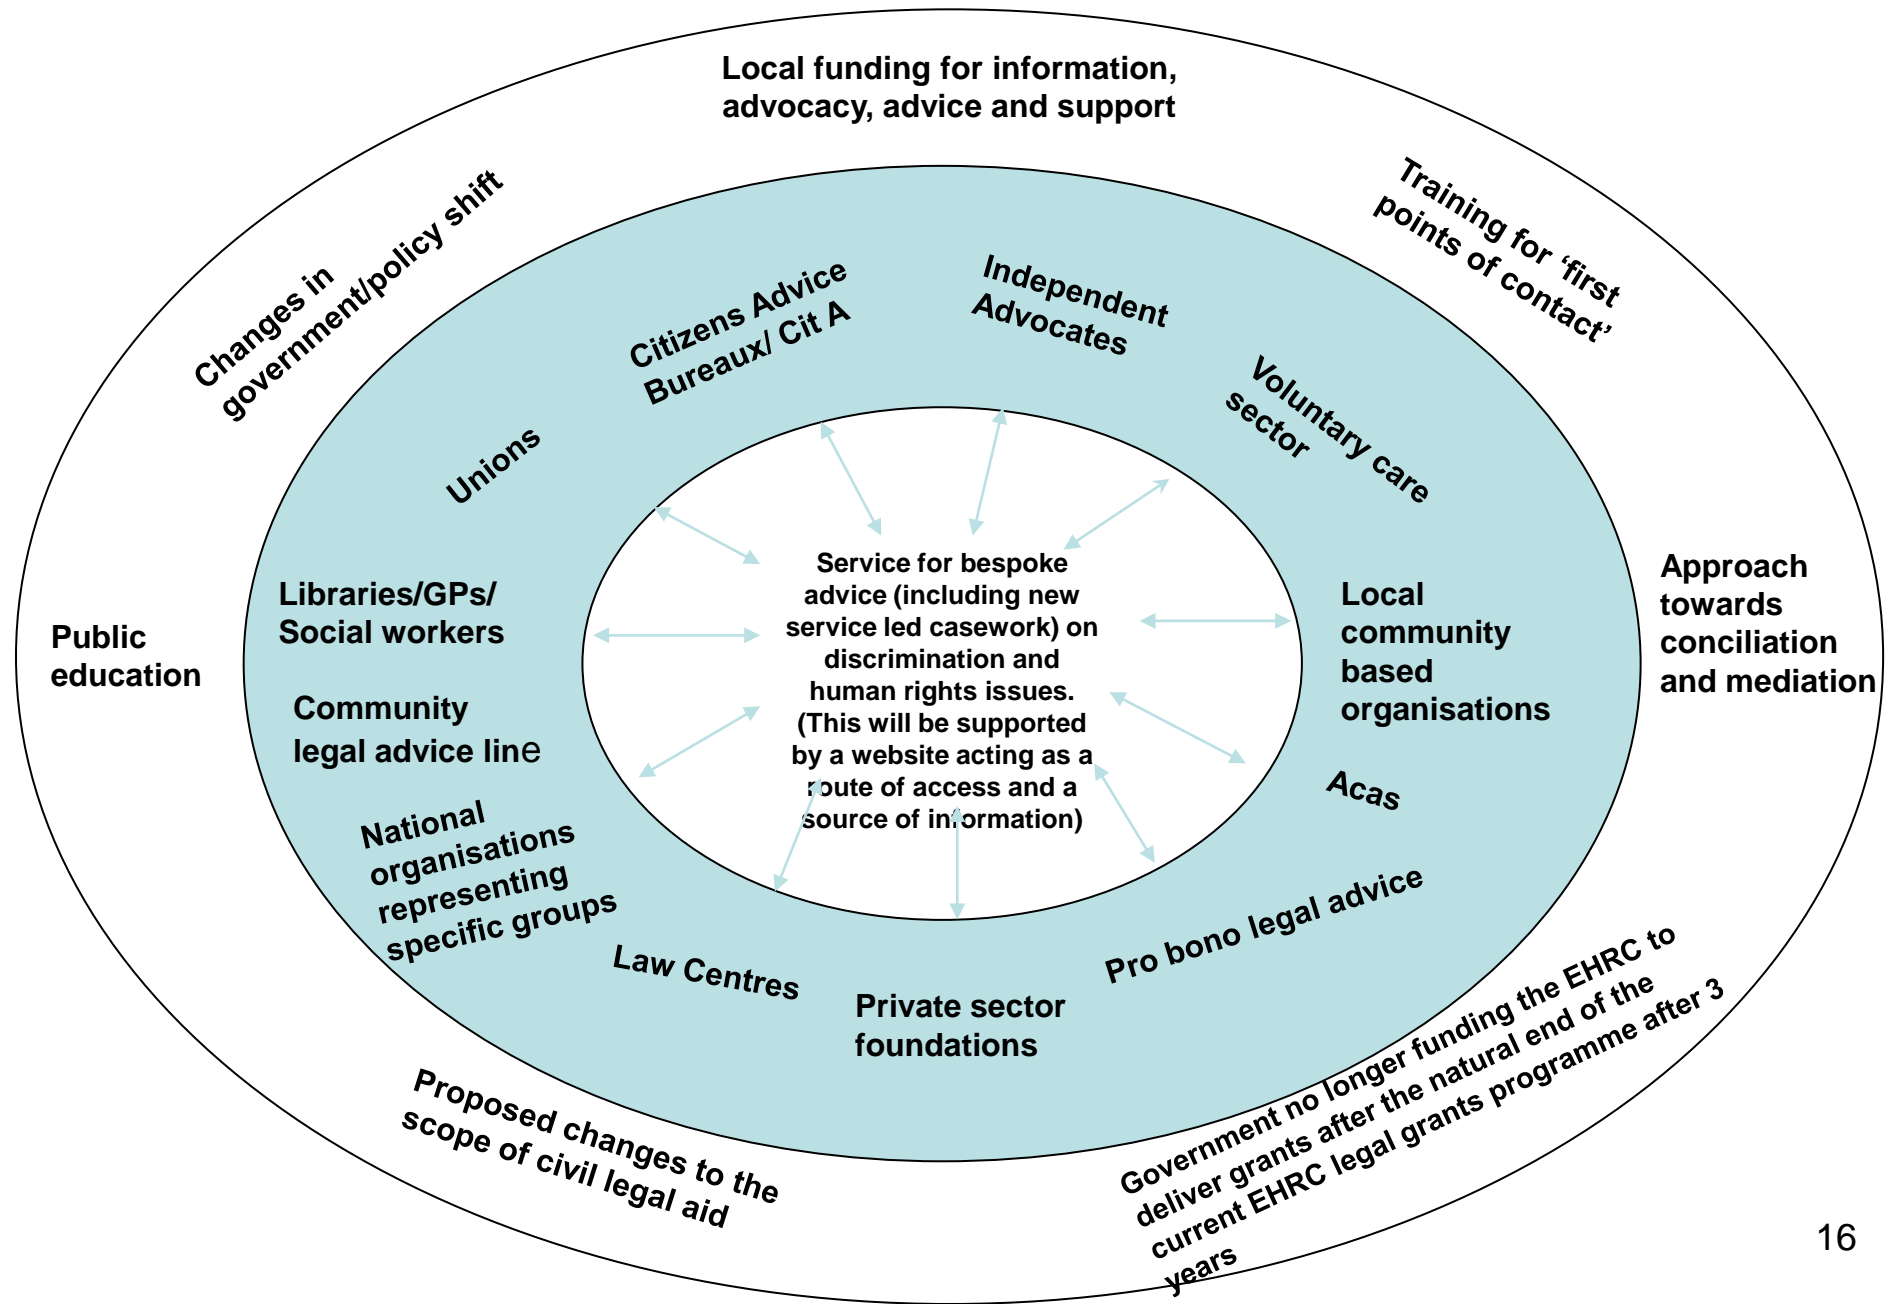 Local funding for information,
advocacy, advice and support
Changes in
government/policy shift
Training for ‘first
points of contact’
Citizens Advice
Bureaux/ Cit A
Independent
Advocates
Voluntary care
sector
Unions
Libraries/GPs/
Social workers
Public
education
Community
legal advice line
Service for bespoke
advice (including new
service led casework) on
discrimination and
human rights issues.
(This will be supported
by a website acting as a
route of access and a
source of information)
Local
community
based
organisations
Approach
towards
conciliation
and mediation
Acas
National
organisations
representing
specific groups
Law Centres
Private sector
foundations
Pro bono legal advice
Proposed changes to the
scope of civil legal aid
Government no longer funding the EHRC to
deliver grants after the natural end of the
current EHRC legal grants programme after 3
years
16